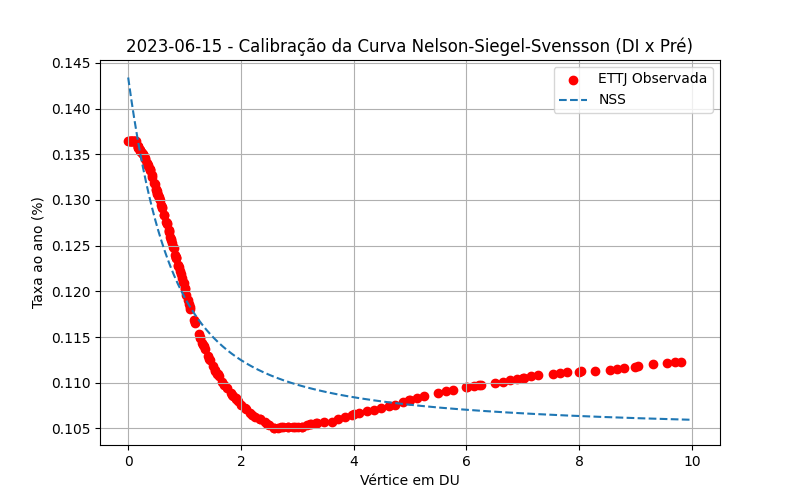 2023-06-15 - Calibração da Curva Nelson-Siegel-Svensson (DI x Pré)
ETTJ Observada
NSS
Taxa ao ano (%)
0.145
0.140
0.135
0.130
0.125
0.120
0.115
0.110
0.105
0 2 4 6 8 10
Vértice em DU